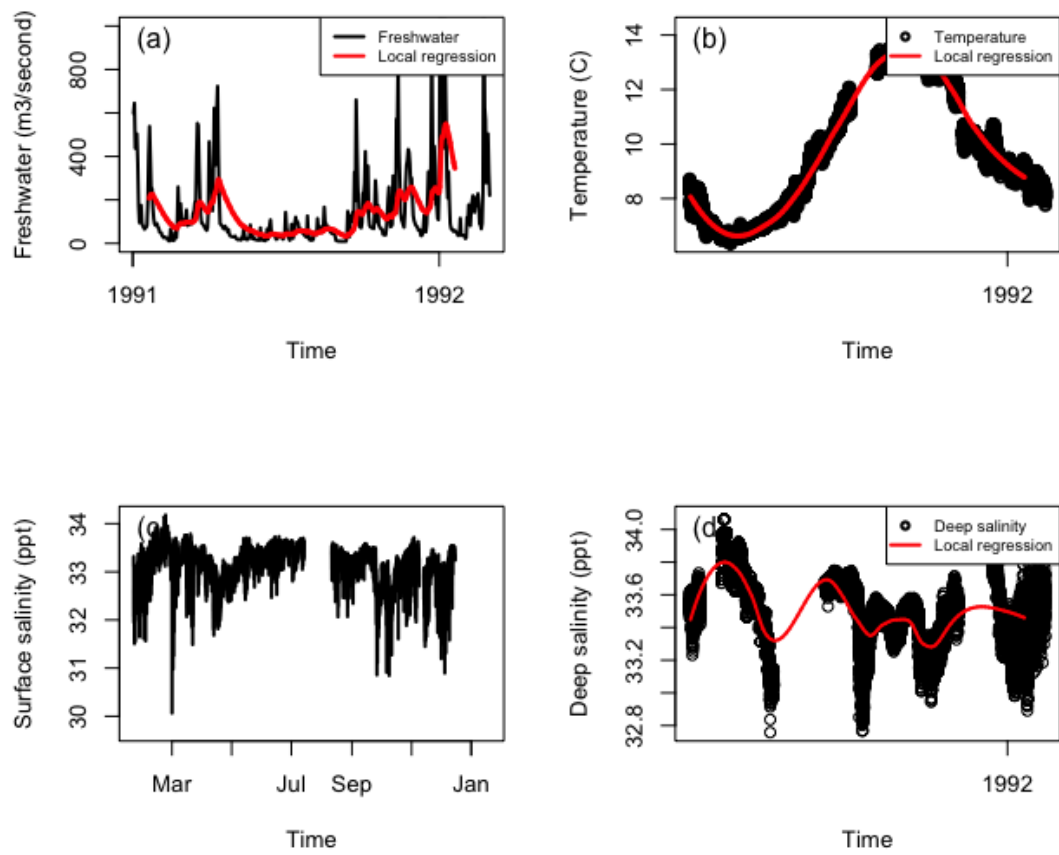 (a)
Freshwater
Local regression
Freshwater (m3/second)
800
400
0
1991
1992
Time
(b)
Temperature
Local regression
Temperature (C)
14
12
10
8
1992
Time
(c
Surface salinity (ppt)
34
33
32
31
30
Mar
Jul
Sep
Jan
Time
(d
Deep salinity
Local regression
Deep salinity (ppt)
34.0
33.6
33.2
32.8
1992
Time